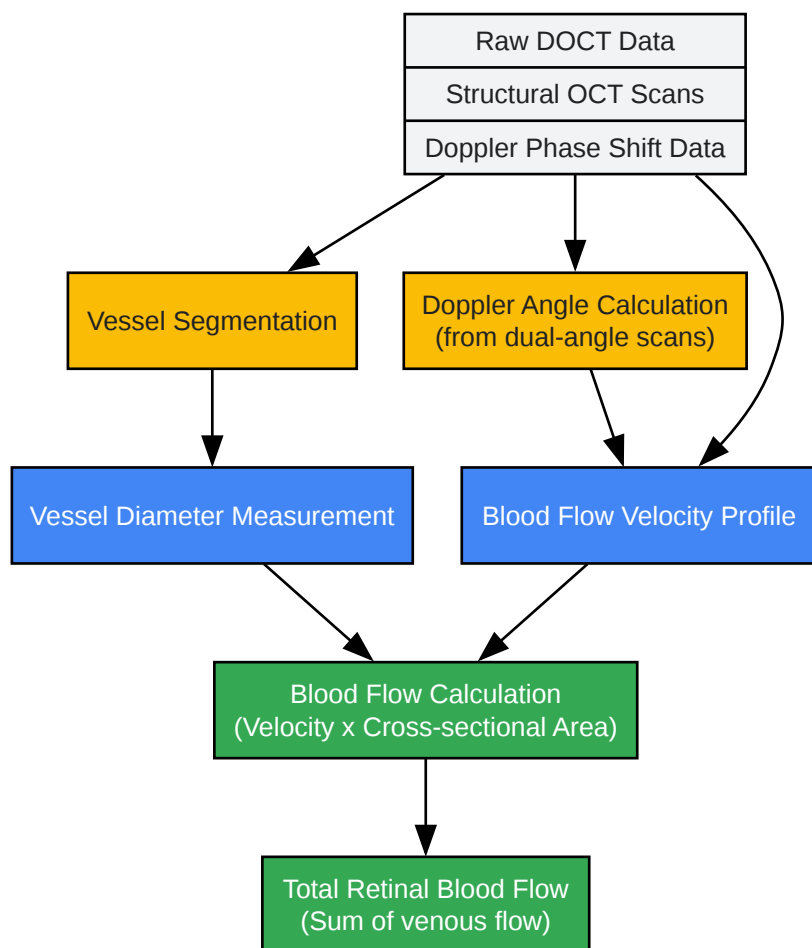 Raw DOCT Data
Structural OCT Scans
Doppler Phase Shift Data
Vessel Segmentation
Doppler Angle Calculation
(from dual-angle scans)
Vessel Diameter Measurement
Blood Flow Velocity Profile
Blood Flow Calculation
(Velocity x Cross-sectional Area)
Total Retinal Blood Flow
(Sum of venous flow)